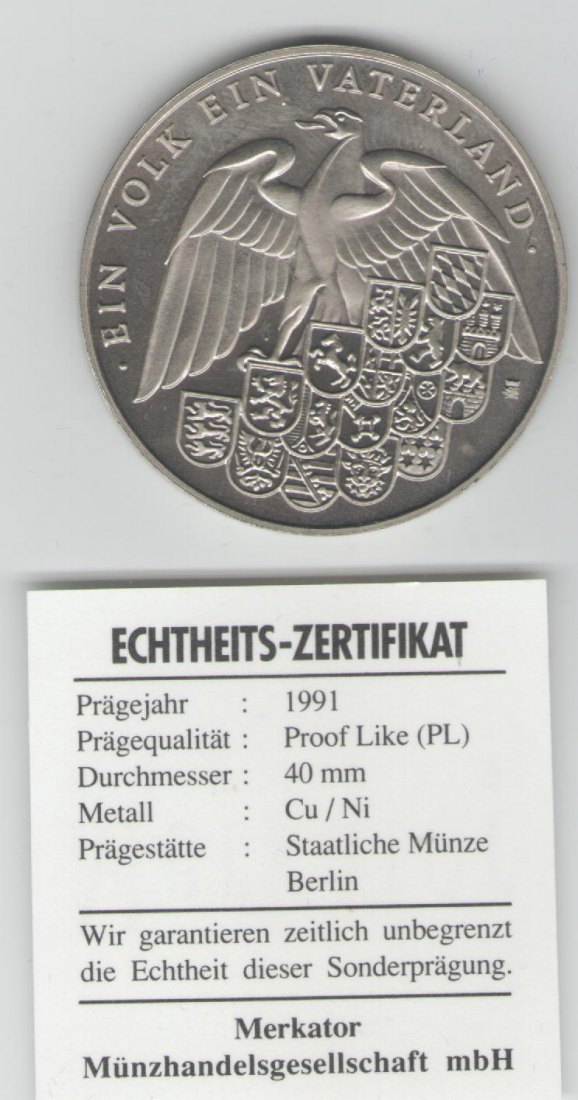 · EIN VOLK EIN VATERLAND ·
ECHTHEITS-ZERTIFIKAT
Prägejahr : 1991
Prägequalität : Proof Like (PL)
Durchmesser : 40 mm
Metall : Cu / Ni
Prägestätte : Staatliche Münze
Berlin
Wir garantieren zeitlich unbegrenzt
die Echtheit dieser Sonderprägung.
Merkator
Münzhandelsgesellschaft mbH